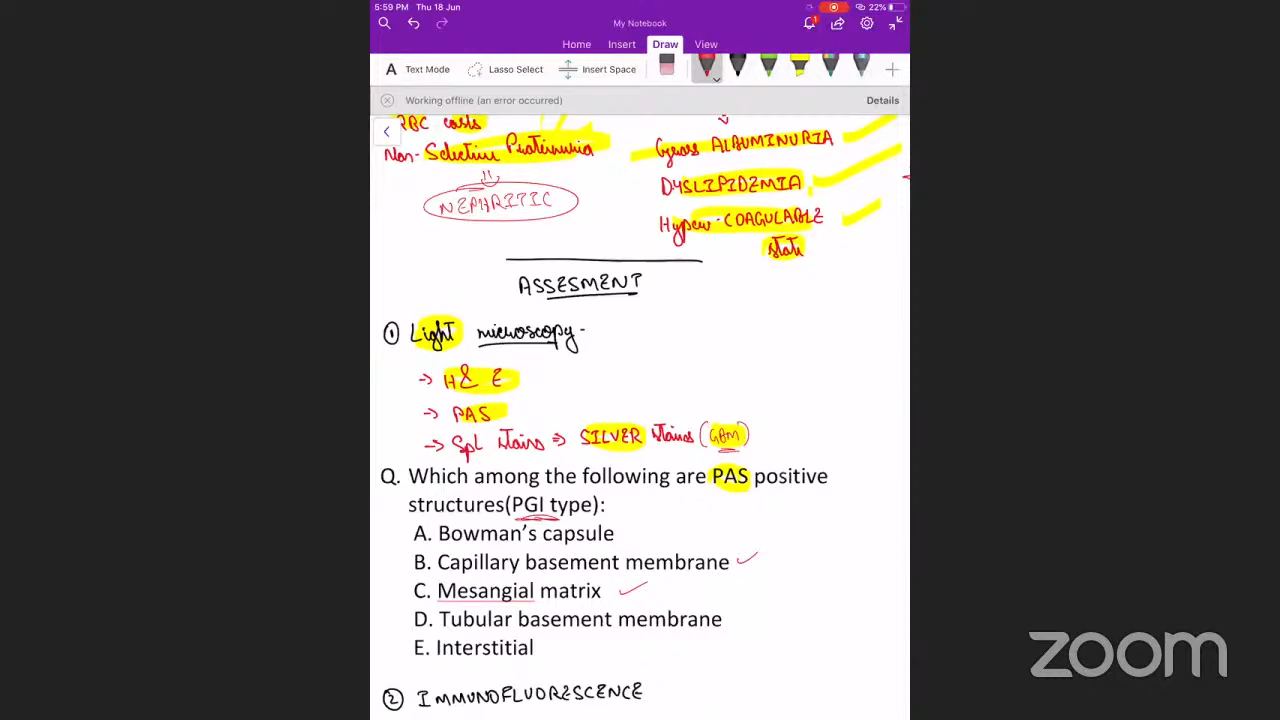 5:59 PM Thu 18 Jun
22%
My Notebook
1
Home Insert Draw View
A Text Mode Lasso Select Insert Space
Working offline (an error occurred) Details
RBC casts
Non- Selective Proteinuria
NEPHRITIC
Gross ALBUMINURIA
DYSLIPIDEMIA
Hyper-COAGULABLE
state
ASSESMENT
① Light microscopy-
→ H& E
→ PAS
→ Spl stains ⇒ SILVER stains (GBM)
Q. Which among the following are PAS positive
structures(PGI type):
A. Bowman's capsule
B. Capillary basement membrane ✓
C. Mesangial matrix ✓
D. Tubular basement membrane
E. Interstitial
② IMMUNOFLUORESCENCE
zoom